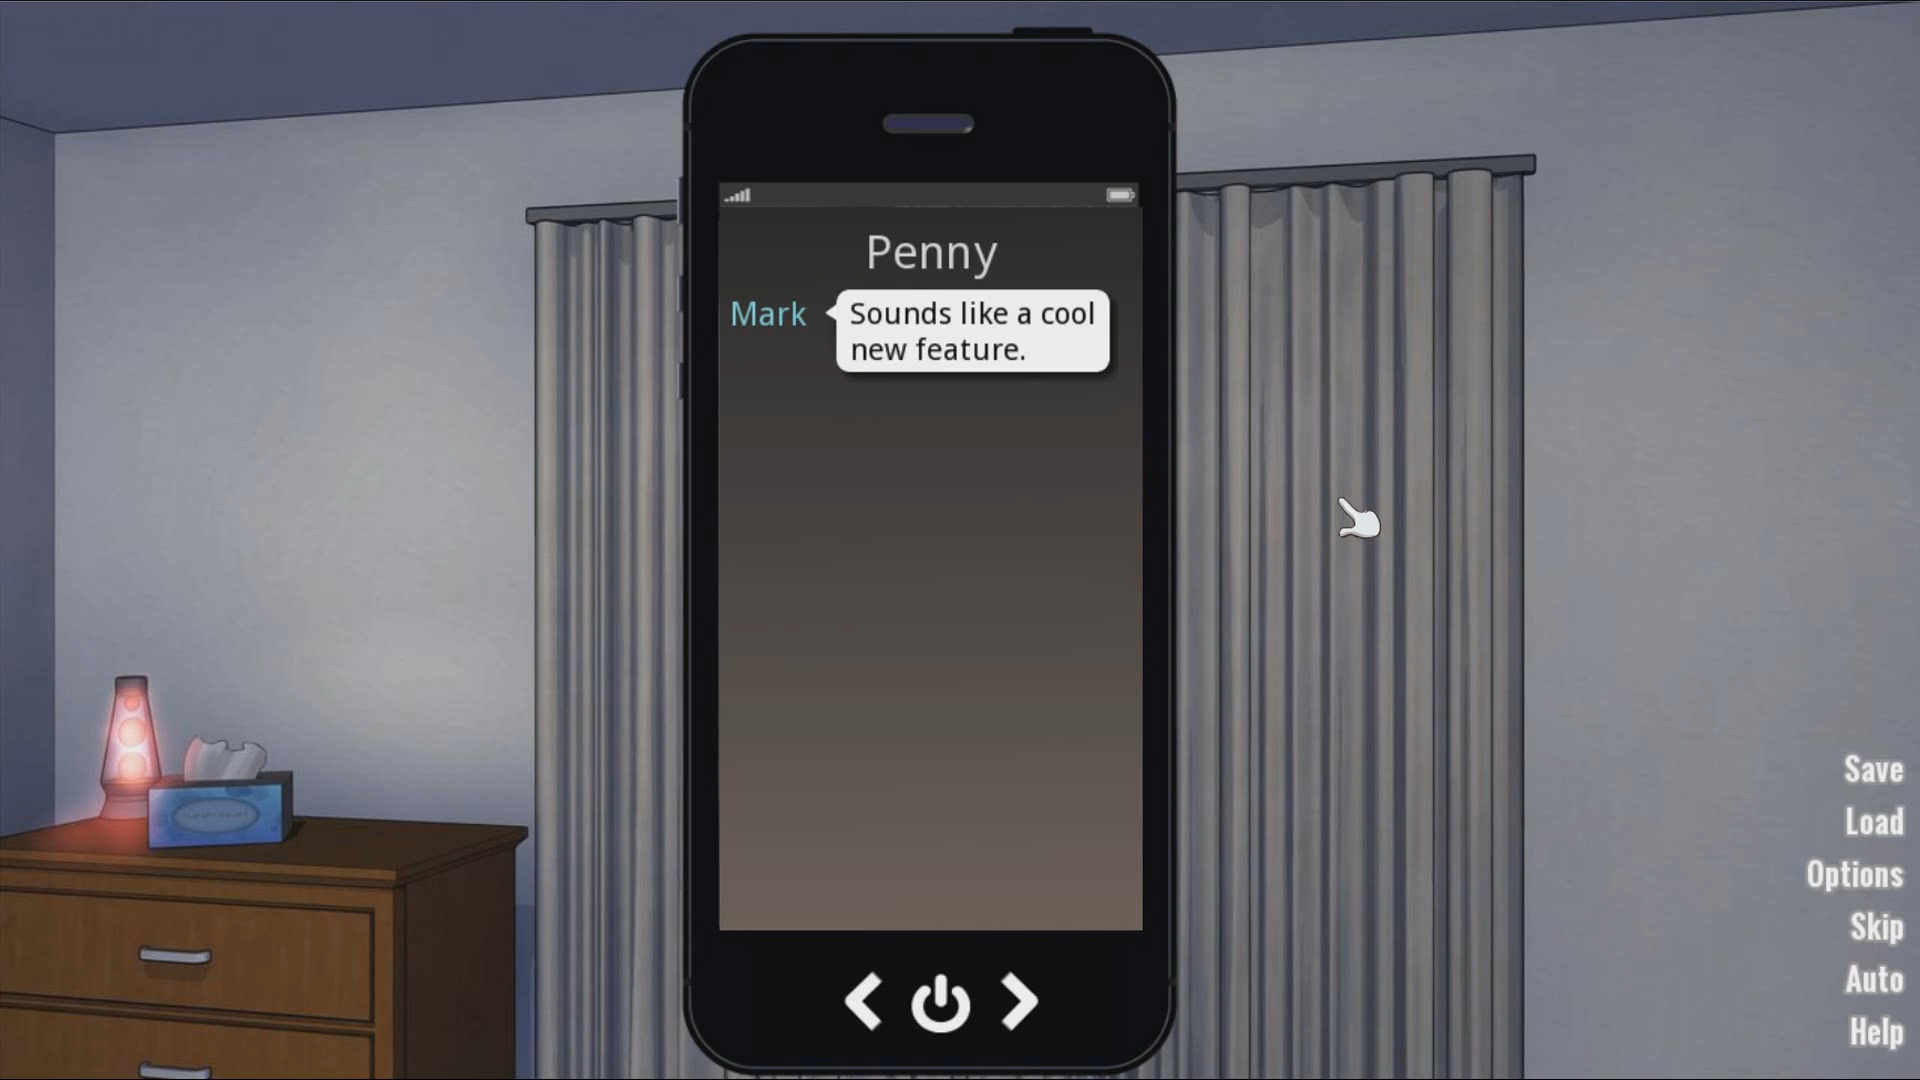 Penny
Mark
Sounds like a cool
new feature.
Save
Load
Options
Skip
Auto
Help